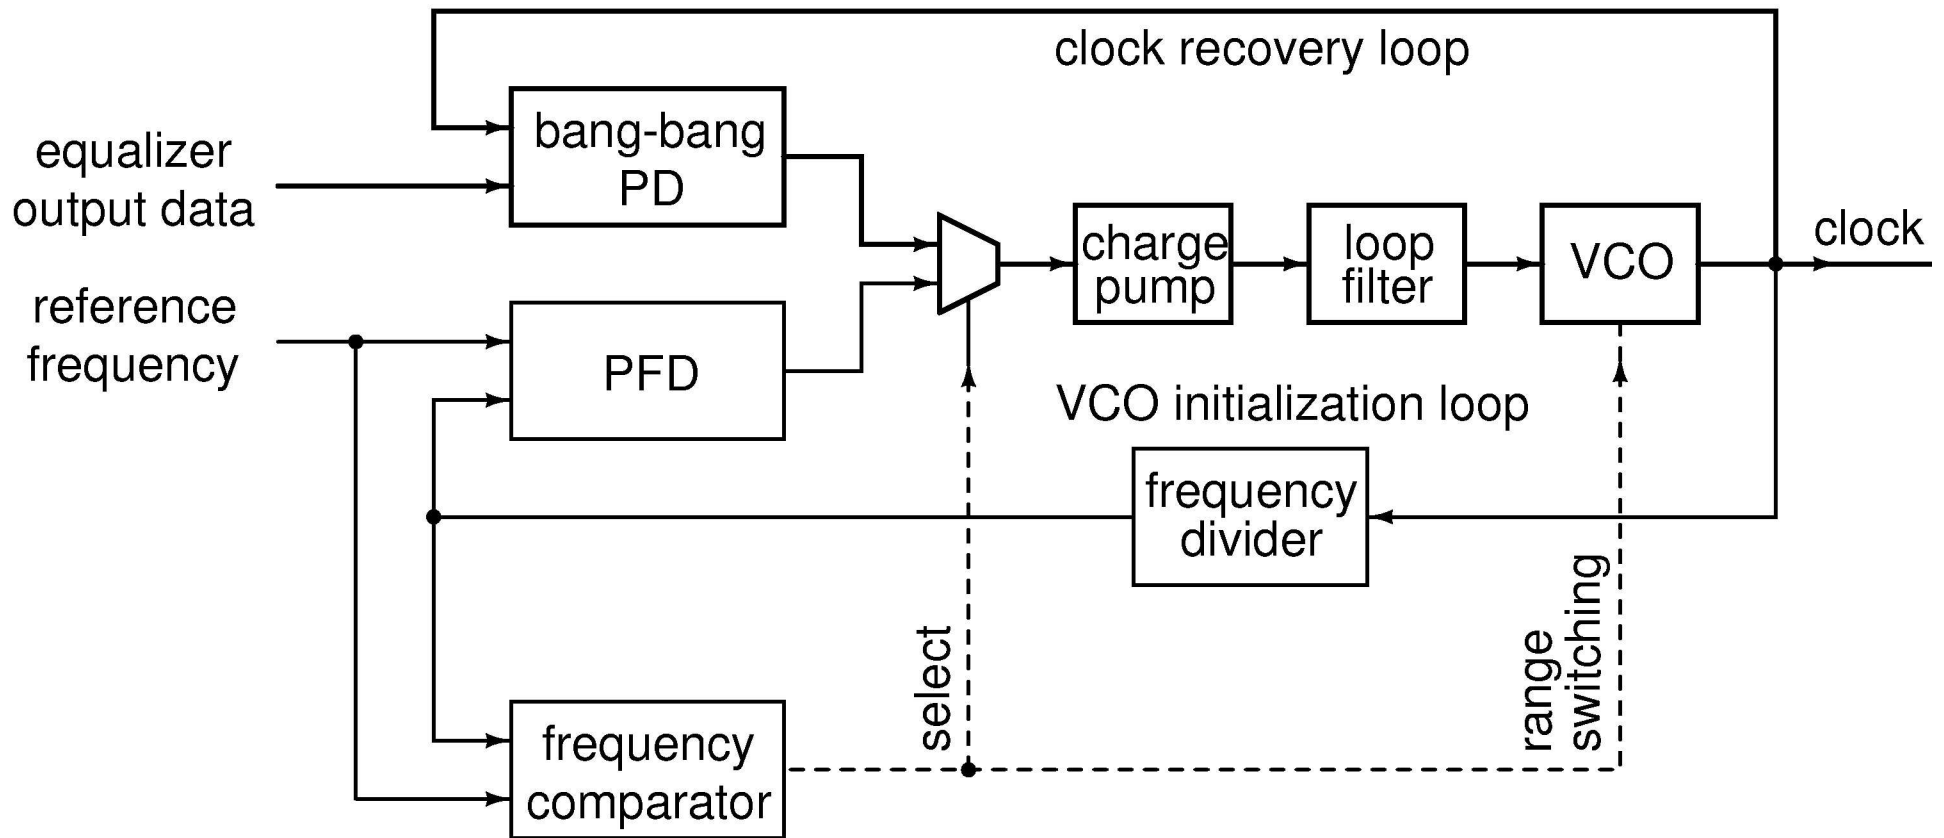 clock recovery loop
bang-bang
PD
equalizer
output data
charge
pump
loop
filter
VCO
clock
reference
frequency
PFD
VCO initialization loop
frequency
divider
select
range
switching
frequency
comparator